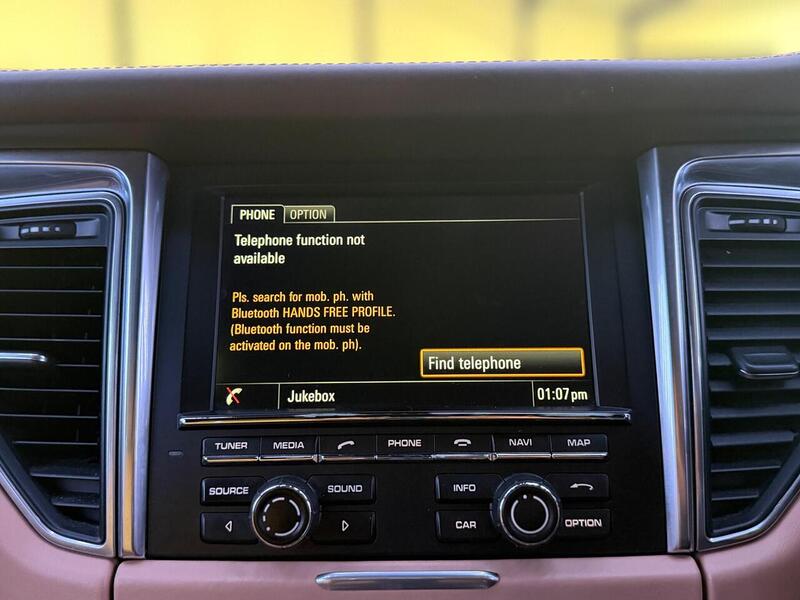 PHONE OPTION
Telephone function not
available
Pls. search for mob. ph. with
Bluetooth HANDS FREE PROFILE.
(Bluetooth function must be
activated on the mob. ph).
Find telephone
Jukebox 01:07 pm
TUNER MEDIA PHONE NAVI MAP
SOURCE SOUND INFO
CAR OPTION